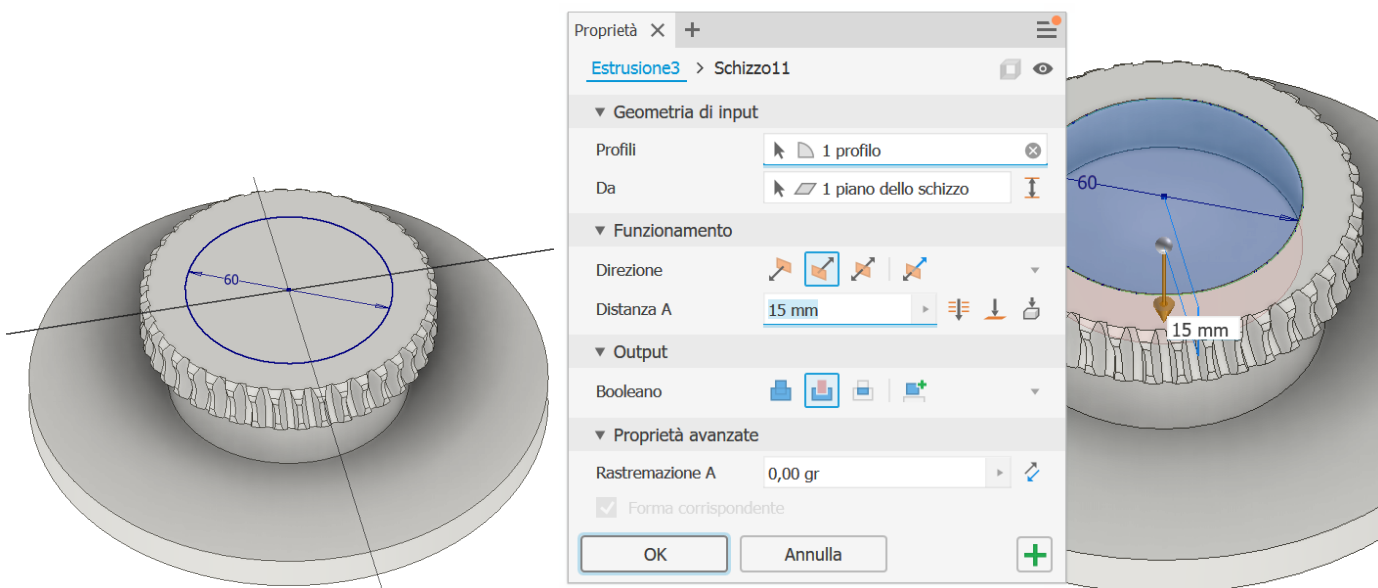 60
Proprietà
Estrusione3 > Schizzo11
Geometria di input
Profili 1 profilo
Da 1 piano dello schizzo
Funzionamento
Direzione
Distanza A 15 mm
Output
Booleano
Proprietà avanzate
Rastremazione A 0,00 gr
Forma corrispondente
OK Annulla
60
15 mm